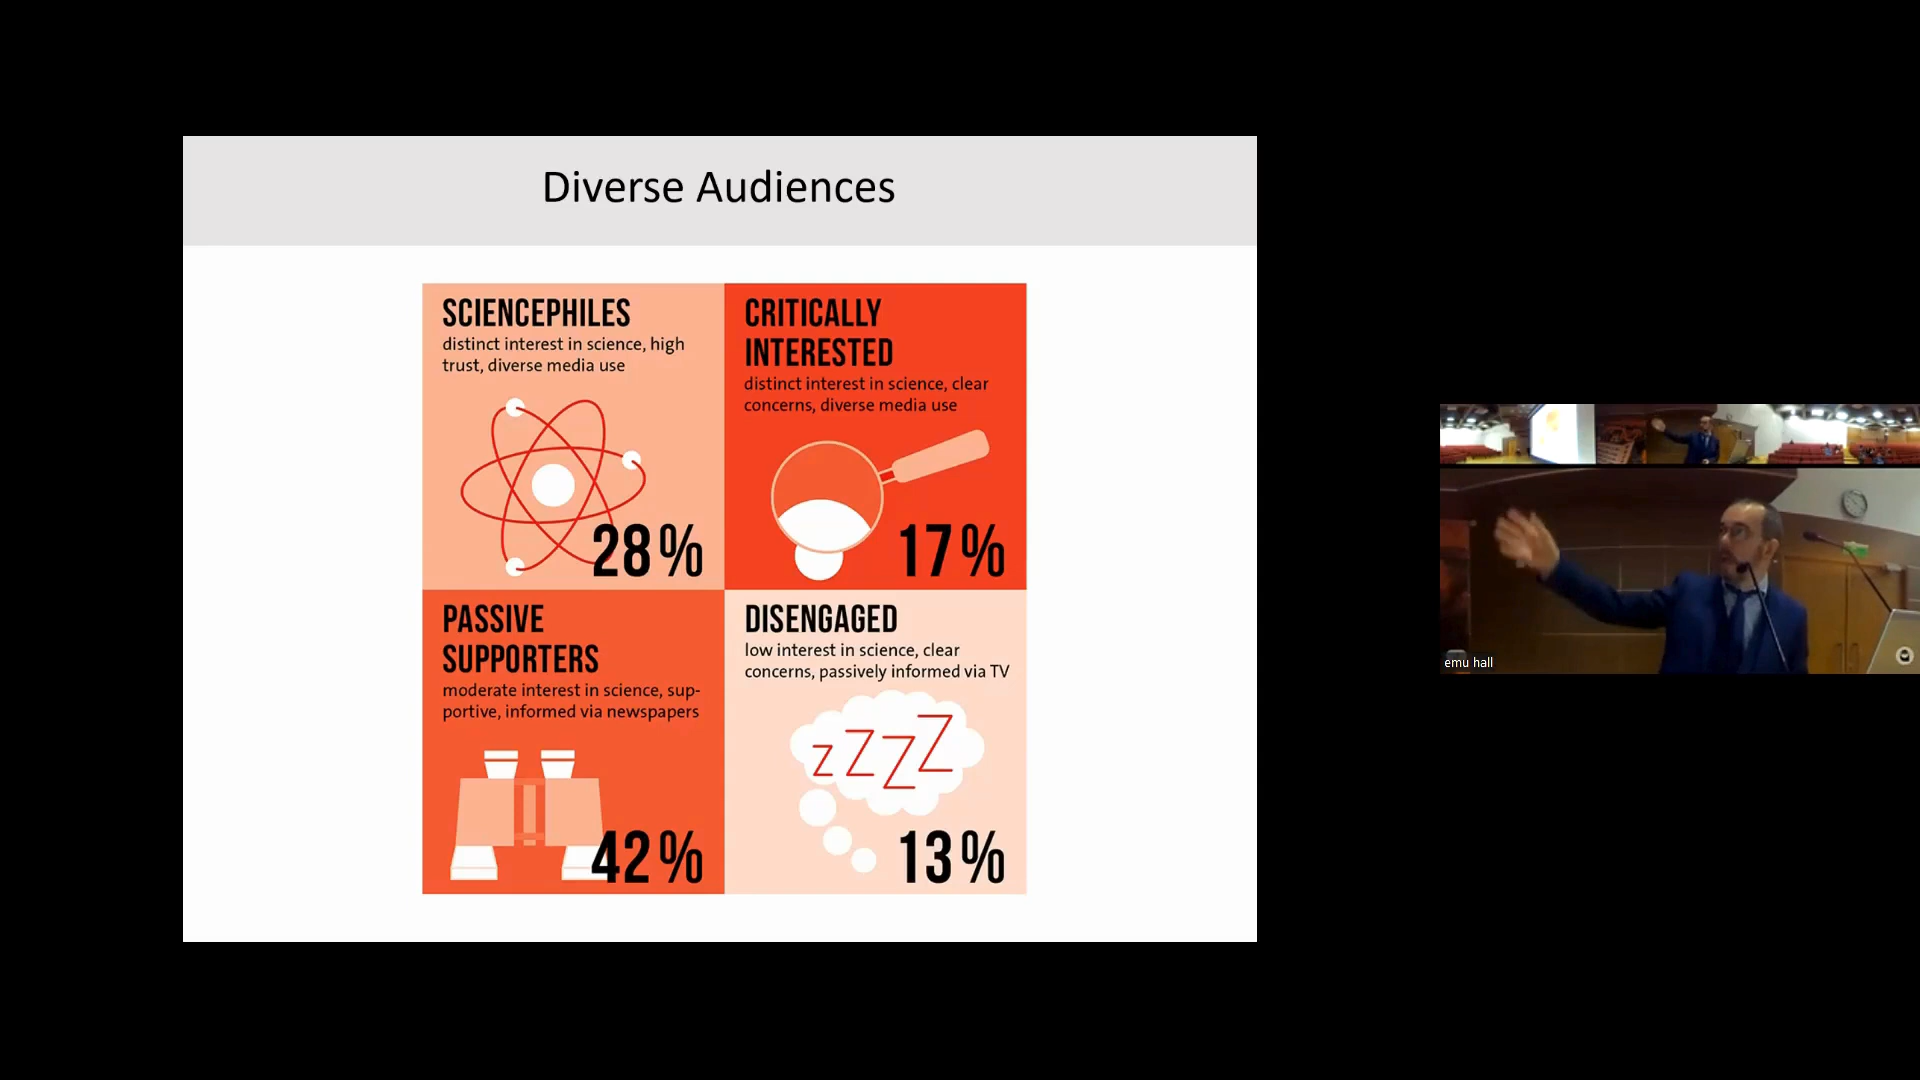 Diverse Audiences
SCIENCEPHILES
distinct interest in science, high
trust, diverse media use
28%
CRITICALLY
INTERESTED
distinct interest in science, clear
concerns, diverse media use
17%
PASSIVE
SUPPORTERS
moderate interest in science, sup-
portive, informed via newspapers
42%
DISENGAGED
low interest in science, clear
concerns, passively informed via TV
zZZZ
13%
emu hall